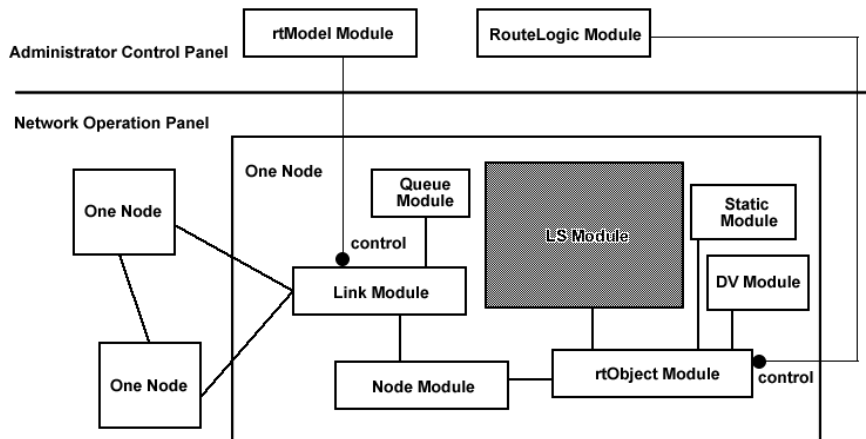 rtModel Module
RouteLogic Module
Administrator Control Panel
Network Operation Panel
One Node
Queue
Module
One Node
Static
Module
LS Module
control
DV Module
Link Module
One Node
Node Module
rtObject Module
control